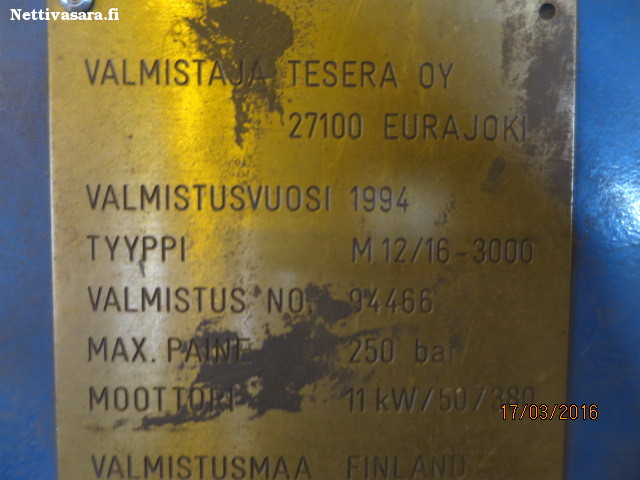 Nettivasara.fi
VALMISTAJA TESERA OY
27100 EURAJOKI
VALMISTUSVUOSI 1994
TYYPPI M 12/16-3000
VALMISTUS NO. 94466
MAX. PAINE 250 bar
MOOTTORI 11 kW/50/380
17/03/2016
VALMISTUSMAA FINLAND